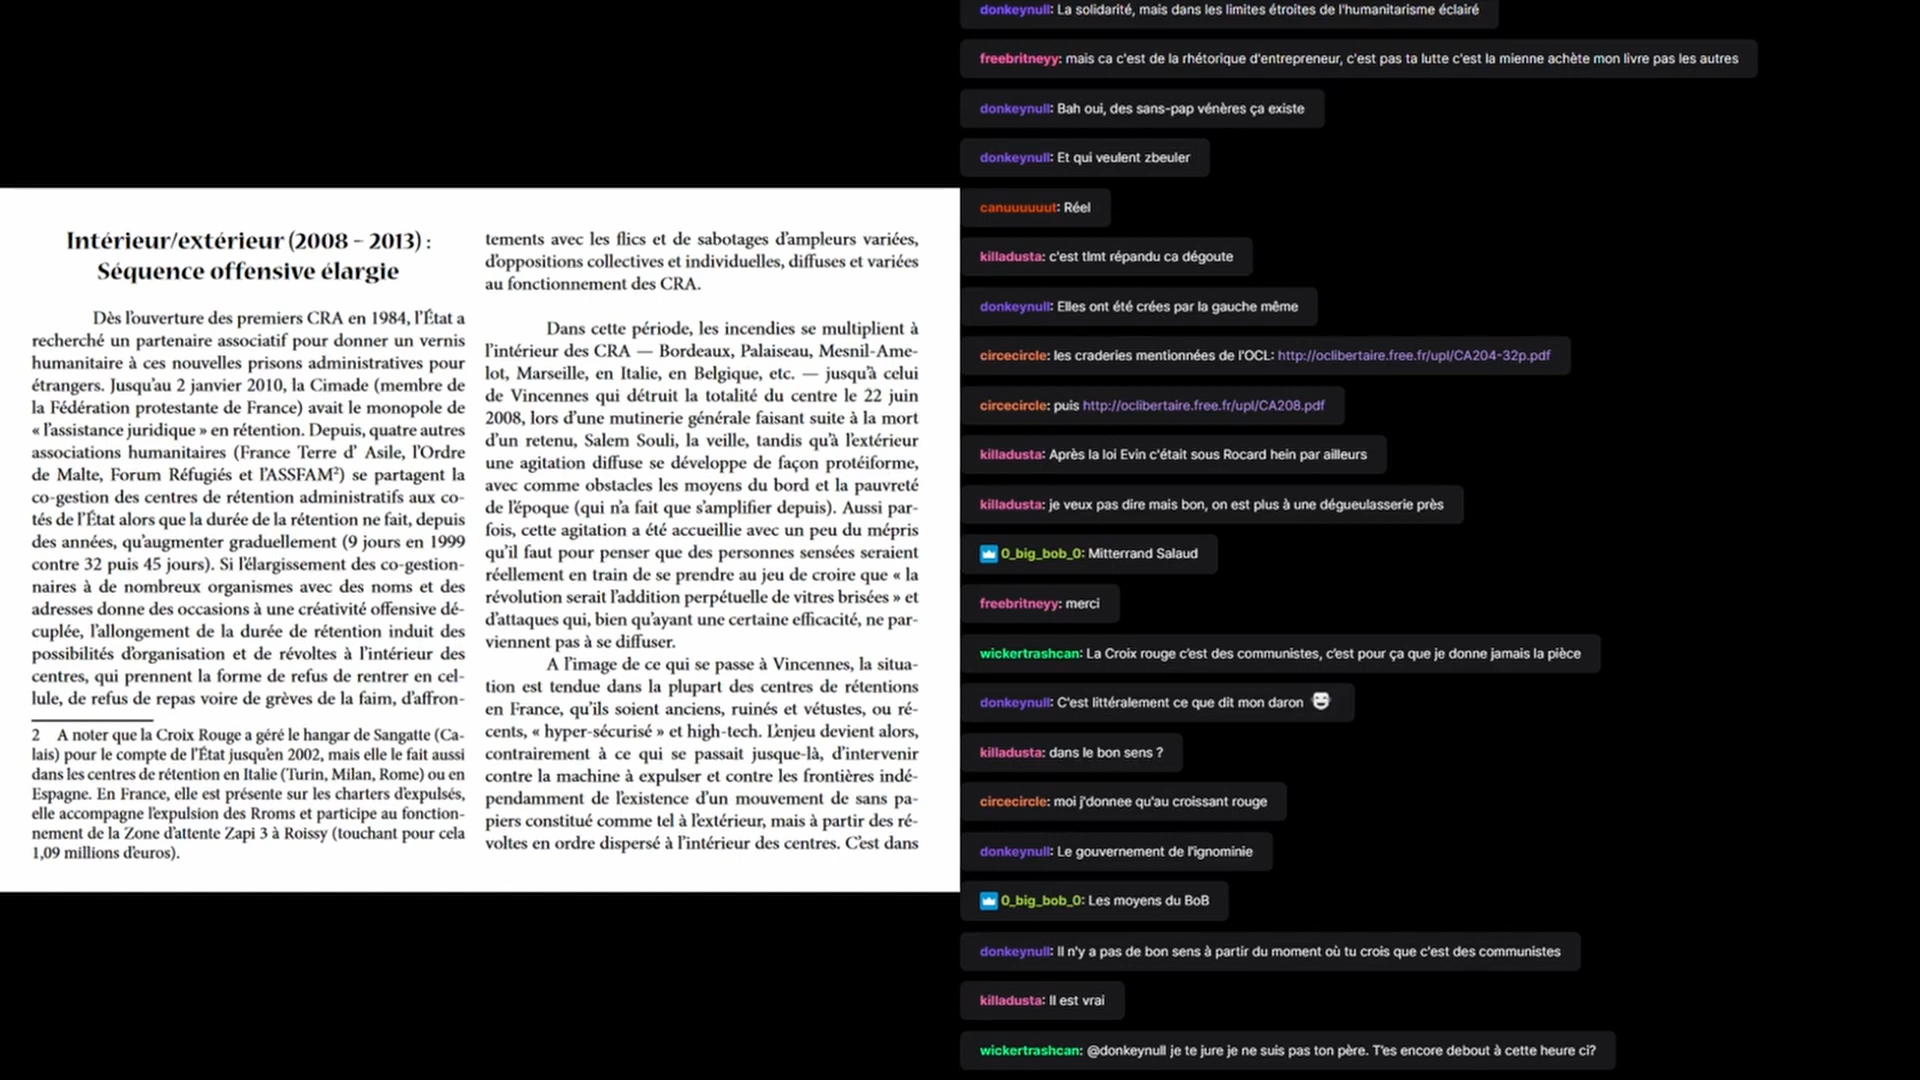 Intérieur/extérieur (2008 – 2013) :
Séquence offensive élargie
Dès l'ouverture des premiers CRA en 1984, l'État a
recherché un partenaire associatif pour donner un vernis
humanitaire à ces nouvelles prisons administratives pour
étrangers. Jusqu'au 2 janvier 2010, la Cimade (membre de
la Fédération protestante de France) avait le monopole de
« l'assistance juridique » en rétention. Depuis, quatre autres
associations humanitaires (France Terre d' Asile, l'Ordre
de Malte, Forum Réfugiés et l'ASSFAM²) se partagent la
co-gestion des centres de rétention administratifs aux co-
tés de l'État alors que la durée de la rétention ne fait, depuis
des années, qu'augmenter graduellement (9 jours en 1999
contre 32 puis 45 jours). Si l'élargissement des co-gestion-
naires à de nombreux organismes avec des noms et des
adresses donne des occasions à une créativité offensive dé-
cuplée, l'allongement de la durée de rétention induit des
possibilités d'organisation et de révoltes à l'intérieur des
centres, qui prennent la forme de refus de rentrer en cel-
lule, de refus de repas voire de grèves de la faim, d'affron-
2 A noter que la Croix Rouge a géré le hangar de Sangatte (Ca-
lais) pour le compte de l'État jusqu'en 2002, mais elle le fait aussi
dans les centres de rétention en Italie (Turin, Milan, Rome) ou en
Espagne. En France, elle est présente sur les charters d'expulsés,
elle accompagne l'expulsion des Rroms et participe au fonction-
nement de la Zone d'attente Zapi 3 à Roissy (touchant pour cela
1,09 millions d'euros).
tements avec les flics et de sabotages d'ampleurs variées,
d'oppositions collectives et individuelles, diffuses et variées
au fonctionnement des CRA.
Dans cette période, les incendies se multiplient à
l'intérieur des CRA — Bordeaux, Palaiseau, Mesnil-Ame-
lot, Marseille, en Italie, en Belgique, etc. — jusqu'à celui
de Vincennes qui détruit la totalité du centre le 22 juin
2008, lors d'une mutinerie générale faisant suite à la mort
d'un retenu, Salem Souli, la veille, tandis qu'à l'extérieur
une agitation diffuse se développe de façon protéiforme,
avec comme obstacles les moyens du bord et la pauvreté
de l'époque (qui n'a fait que s'amplifier depuis). Aussi par-
fois, cette agitation a été accueillie avec un peu du mépris
qu'il faut pour penser que des personnes sensées seraient
réellement en train de se prendre au jeu de croire que « la
révolution serait l'addition perpétuelle de vitres brisées » et
d'attaques qui, bien qu'ayant une certaine efficacité, ne par-
viennent pas à se diffuser.
A l'image de ce qui se passe à Vincennes, la situa-
tion est tendue dans la plupart des centres de rétentions
en France, qu'ils soient anciens, ruinés et vétustes, ou ré-
cents, « hyper-sécurisé » et high-tech. L'enjeu devient alors,
contrairement à ce qui se passait jusque-là, d'intervenir
contre la machine à expulser et contre les frontières indé-
pendamment de l'existence d'un mouvement de sans pa-
piers constitué comme tel à l'extérieur, mais à partir des ré-
voltes en ordre dispersé à l'intérieur des centres. C'est dans
donkeynull: La solidarité, mais dans les limites étroites de l'humanitarisme éclairé
freebritneyy: mais ca c'est de la rhétorique d'entrepreneur, c'est pas ta lutte c'est la mienne achète mon livre pas les autres
donkeynull: Bah oui, des sans-pap vénères ça existe
donkeynull: Et qui veulent zbeuler
canuuuuuut: Réel
killadusta: c'est tlmt répandu ca dégoute
donkeynull: Elles ont été crées par la gauche même
circecircle: les craderies mentionnées de l'OCL: http://oclibertaire.free.fr/upl/CA204-32p.pdf
circecircle: puis http://oclibertaire.free.fr/upl/CA208.pdf
killadusta: Après la loi Evin c'était sous Rocard hein par ailleurs
killadusta: je veux pas dire mais bon, on est plus à une dégueulasserie près
0_big_bob_0: Mitterrand Salaud
freebritneyy: merci
wickertrashcan: La Croix rouge c'est des communistes, c'est pour ça que je donne jamais la pièce
donkeynull: C'est littéralement ce que dit mon daron
killadusta: dans le bon sens ?
circecircle: moi j'donnee qu'au croissant rouge
donkeynull: Le gouvernement de l'ignominie
0_big_bob_0: Les moyens du BoB
donkeynull: Il n'y a pas de bon sens à partir du moment où tu crois que c'est des communistes
killadusta: Il est vrai
wickertrashcan: @donkeynull je te jure je ne suis pas ton père. T'es encore debout à cette heure ci?